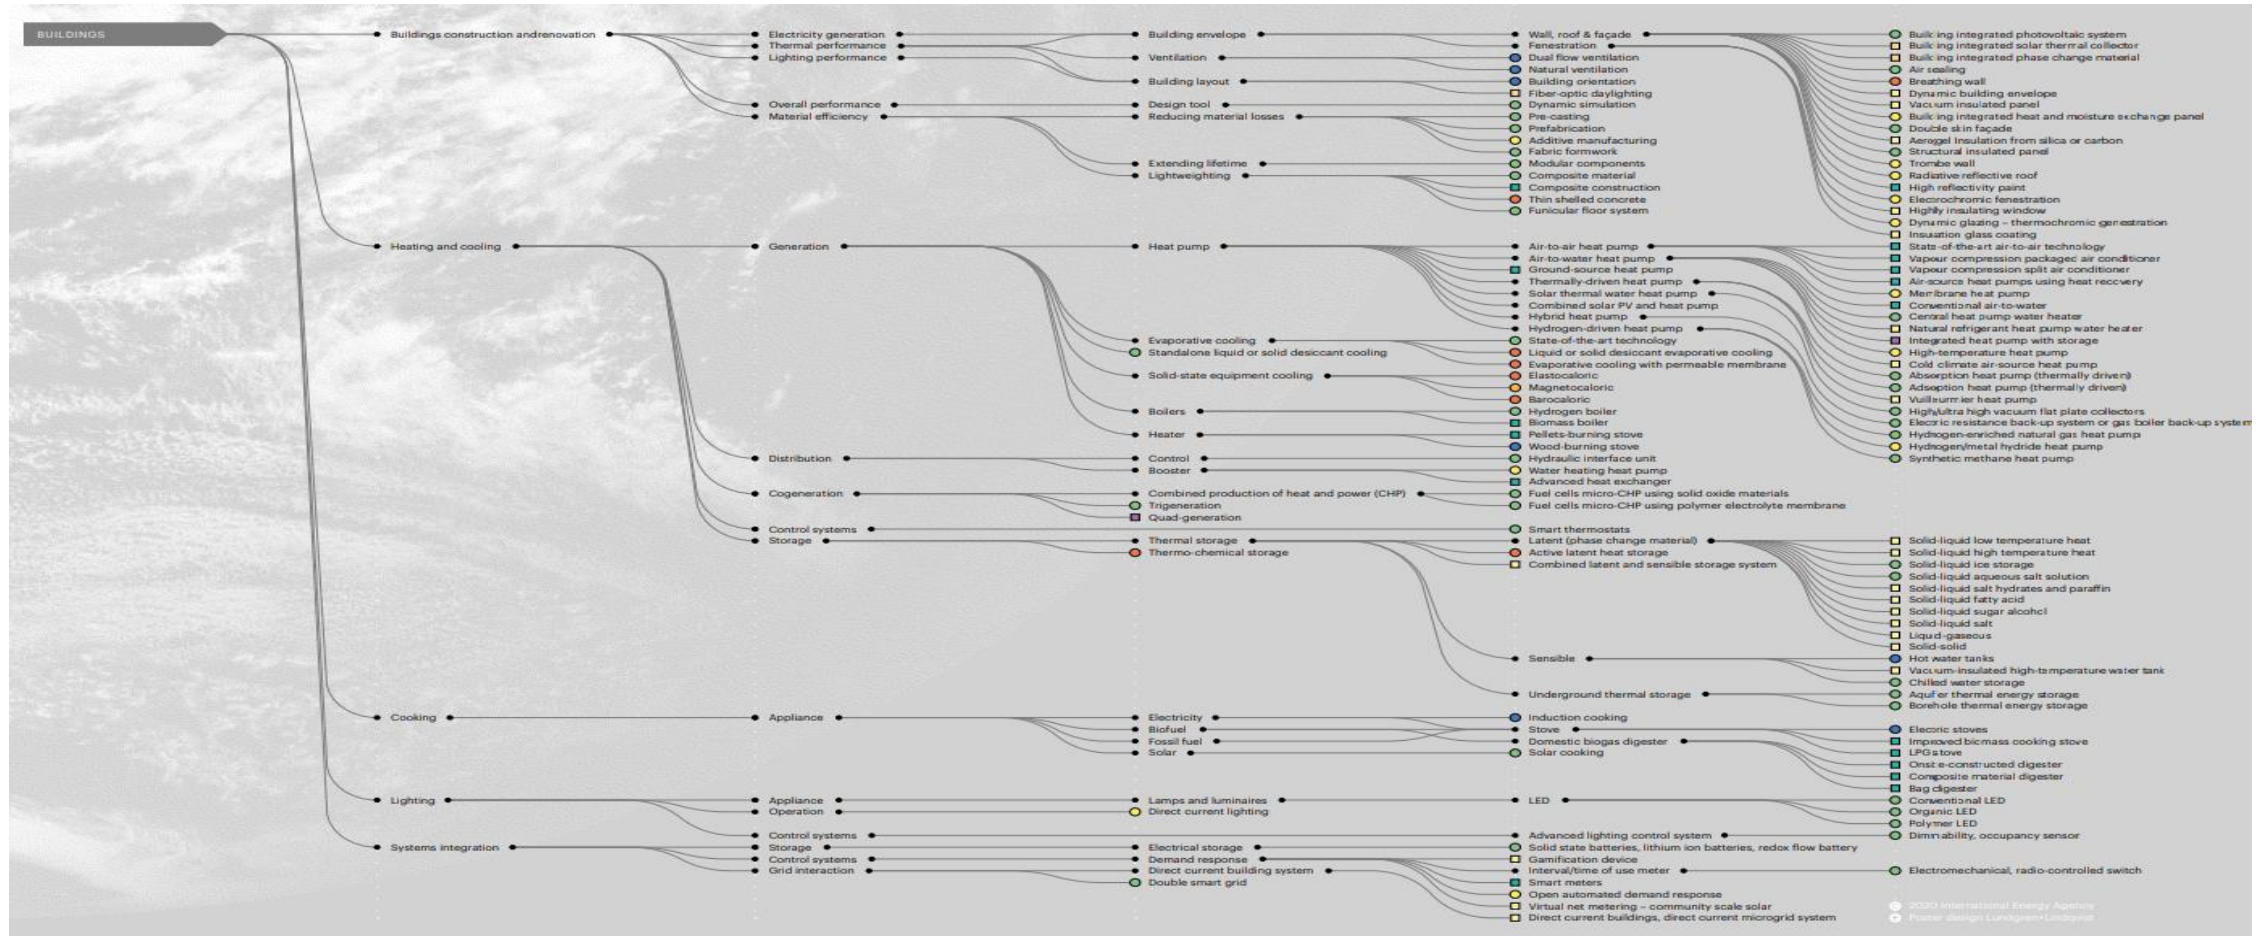 BUILDINGS
Buildings construction andrenovation
Heating and cooling
Cooking
Lighting
Systems integration
Electricity generation
Thermal performance
Lighting performance
Overall performance
Material efficiency
Generation
Distribution
Cogeneration
Control systems
Storage
Appliance
Appliance
Operation
Control systems
Storage
Control systems
Grid interaction
Building envelope
Ventilation
Building layout
Design tool
Reducing material losses
Extending lifetime
Lightweighting
Heat pump
Evaporative cooling
Standalone liquid or solid desiccant cooling
Solid-state equipment cooling
Boilers
Heater
Control
Booster
Combined production of heat and power (CHP)
Trigeneration
Quad-generation
Thermal storage
Thermo-chemical storage
Electricity
Biofuel
Fossil fuel
Solar
Lamps and luminaires
Direct current lighting
Electrical storage
Demand response
Direct current building system
Double smart grid
Wall, roof & façade
Fenestration
Dual flow ventilation
Natural ventilation
Building orientation
Fiber-optic daylighting
Dynamic simulation
Pre-casting
Prefabrication
Additive manufacturing
Fabric formwork
Modular components
Composite material
Composite construction
Thin shelled concrete
Funicular floor system
Air-to-air heat pump
Air-to-water heat pump
Ground-source heat pump
Thermally-driven heat pump
Solar thermal water heat pump
Combined solar PV and heat pump
Hybrid heat pump
Hydrogen-driven heat pump
State-of-the-art technology
Liquid or solid desiccant evaporative cooling
Evaporative cooling with permeable membrane
Elastocaloric
Magnetocaloric
Barocaloric
Hydrogen boiler
Biomass boiler
Pellets-burning stove
Wood-burning stove
Hydraulic interface unit
Water heating heat pump
Advanced heat exchanger
Fuel cells micro-CHP using solid oxide materials
Fuel cells micro-CHP using polymer electrolyte membrane
Smart thermostats
Latent (phase change material)
Active latent heat storage
Combined latent and sensible storage system
Sensible
Underground thermal storage
Induction cooking
Stove
Domestic biogas digester
Solar cooking
LED
Advanced lighting control system
Solid state batteries, lithium ion batteries, redox flow battery
Gamification device
Interval/time of use meter
Smart meters
Open automated demand response
Virtual net metering – community scale solar
Direct current buildings, direct current microgrid system
Building integrated photovoltaic system
Building integrated solar thermal collector
Building integrated phase change material
Air sealing
Breathing wall
Dynamic building envelope
Vacuum insulated panel
Building integrated heat and moisture exchange panel
Double skin façade
Aerogel Insulation from silica or carbon
Structural insulated panel
Trombe wall
Radiative reflective roof
High reflectivity paint
Electrochromic fenestration
Highly insulating window
Dynamic glazing – thermochromic genestration
Insulation glass coating
State-of-the-art air-to-air technology
Vapour compression packaged air conditioner
Vapour compression split air conditioner
Air-source heat pumps using heat recovery
Membrane heat pump
Conventional air-to-water
Central heat pump water heater
Natural refrigerant heat pump water heater
Integrated heat pump with storage
High-temperature heat pump
Cold climate air-source heat pump
Absorption heat pump (thermally driven)
Adsoption heat pump (thermally driven)
Vuilleurmier heat pump
High/ultra high vacuum flat plate collectors
Electric resistance back-up system or gas boiler back-up system
Hydrogen-enriched natural gas heat pump
Hydrogen/metal hydride heat pump
Synthetic methane heat pump
Solid-liquid low temperature heat
Solid-liquid high temperature heat
Solid-liquid ice storage
Solid-liquid aqueous salt solution
Solid-liquid salt hydrates and paraffin
Solid-liquid fatty acid
Solid-liquid sugar alcohol
Solid-liquid salt
Liquid-gaseous
Solid-solid
Hot water tanks
Vacuum-insulated high-temperature water tank
Chilled water storage
Aquifer thermal energy storage
Borehole thermal energy storage
Elecric stoves
Improved biomass cooking stove
LPG stove
Onsite-constructed digester
Composite material digester
Bag digester
Conventional LED
Organic LED
Polymer LED
Dimmability, occupancy sensor
Electromechanical, radio-controlled switch
2020 International Energy Agency
Poster design Lundgren+Lindqvist